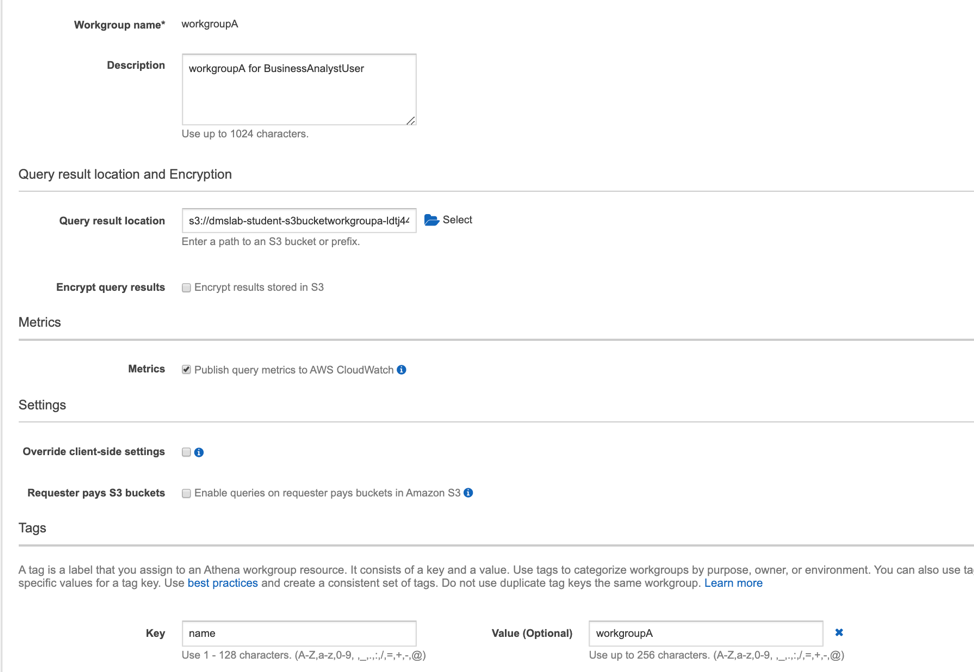 Workgroup name* workgroupA
Description workgroupA for BusinessAnalystUser
Use up to 1024 characters.
Query result location and Encryption
Query result location s3://dmslab-student-s3bucketworkgroupa-ldtj44 Select
Enter a path to an S3 bucket or prefix.
Encrypt query results Encrypt results stored in S3
Metrics
Metrics Publish query metrics to AWS CloudWatch
Settings
Override client-side settings
Requester pays S3 buckets Enable queries on requester pays buckets in Amazon S3
Tags
A tag is a label that you assign to an Athena workgroup resource. It consists of a key and a value. Use tags to categorize workgroups by purpose, owner, or environment. You can also use ta
specific values for a tag key. Use best practices and create a consistent set of tags. Do not use duplicate tag keys the same workgroup. Learn more
Key name Value (Optional) workgroupA
Use 1 - 128 characters. (A-Z,a-z,0-9, ,_,.,:,/,=,+,-,@) Use up to 256 characters. (A-Z,a-z,0-9, ,_,.,:,/,=,+,-,@)